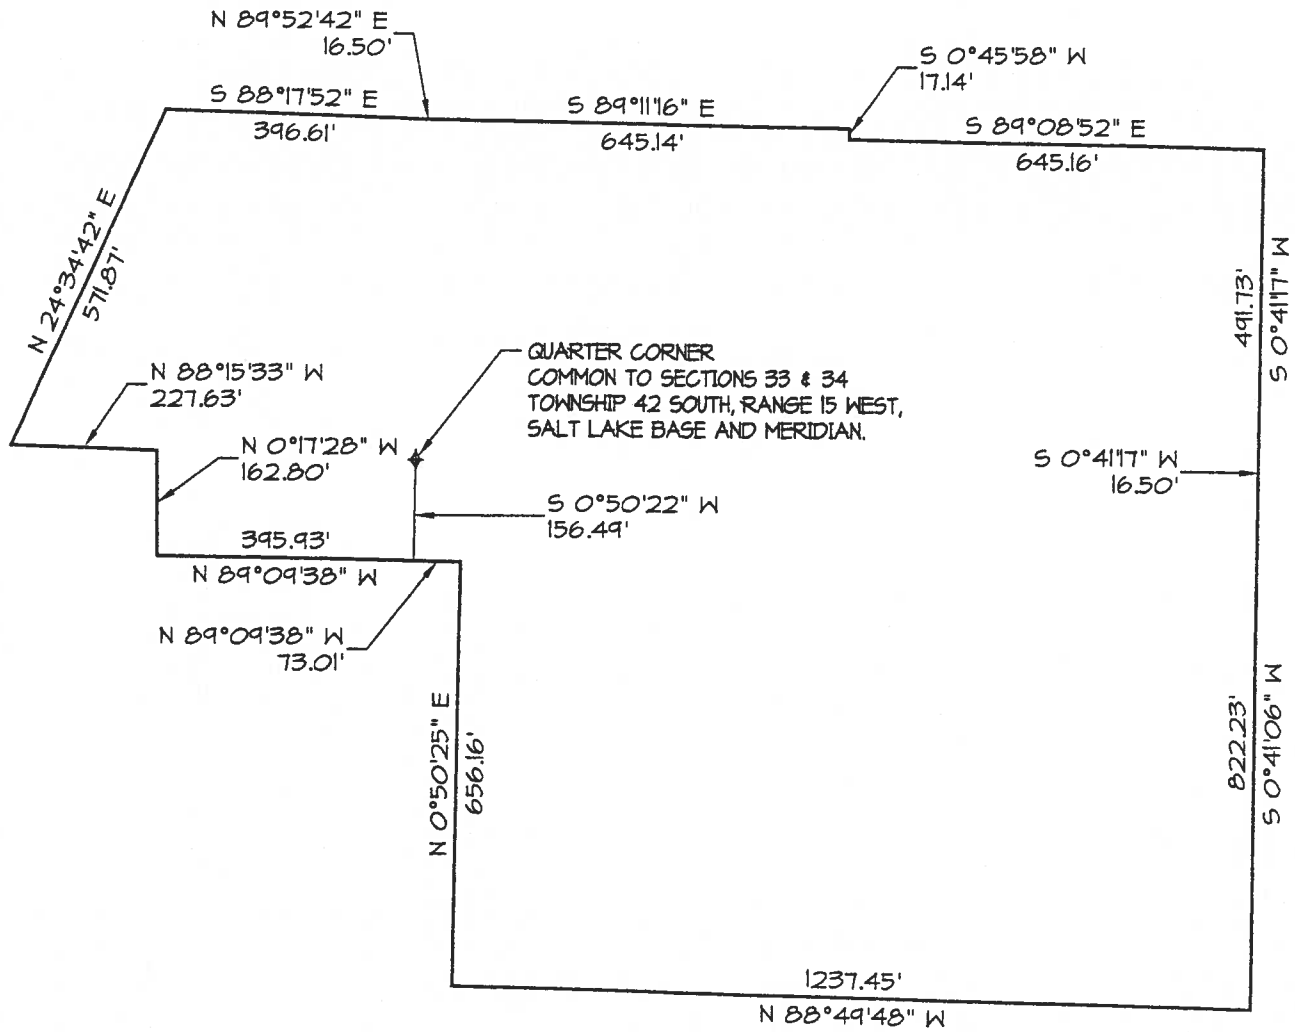 N 89°52'42" E
16.50'
S 0°45'58" W
17.14'
S 88°17'52" E
396.61'
S 89°11'16" E
645.14'
S 89°08'52" E
645.16'
N 24°34'42" E
571.87'
491.73'
S 0°41'17" W
QUARTER CORNER
COMMON TO SECTIONS 33 & 34
TOWNSHIP 42 SOUTH, RANGE 15 WEST,
SALT LAKE BASE AND MERIDIAN.
N 88°15'33" W
227.63'
N 0°17'28" W
162.80'
S 0°41'17" W
16.50'
S 0°50'22" W
156.49'
395.93'
N 89°09'38" W
N 89°09'38" W
73.01'
N 0°50'25" E
656.16'
822.23'
S 0°41'06" W
1237.45'
N 88°49'48" W